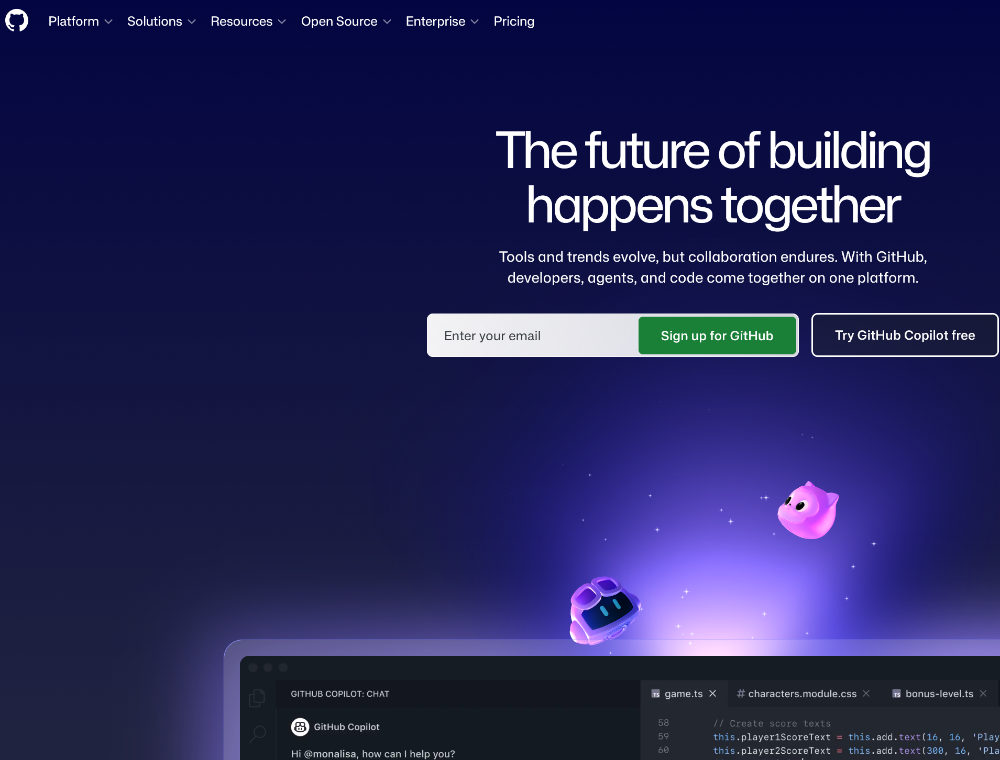 Platform Solutions Resources Open Source Enterprise Pricing
The future of building
happens together
Tools and trends evolve, but collaboration endures. With GitHub,
developers, agents, and code come together on one platform.
Enter your email Sign up for GitHub Try GitHub Copilot free
GITHUB COPILOT: CHAT
TS game.ts # characters.module.css TS bonus-level.ts
GitHub Copilot
Hi @monalisa, how can I help you?
58 // Create score texts
59 this.player1ScoreText = this.add.text(16, 16, 'Play
60 this.player2ScoreText = this.add.text(300, 16, 'Pla